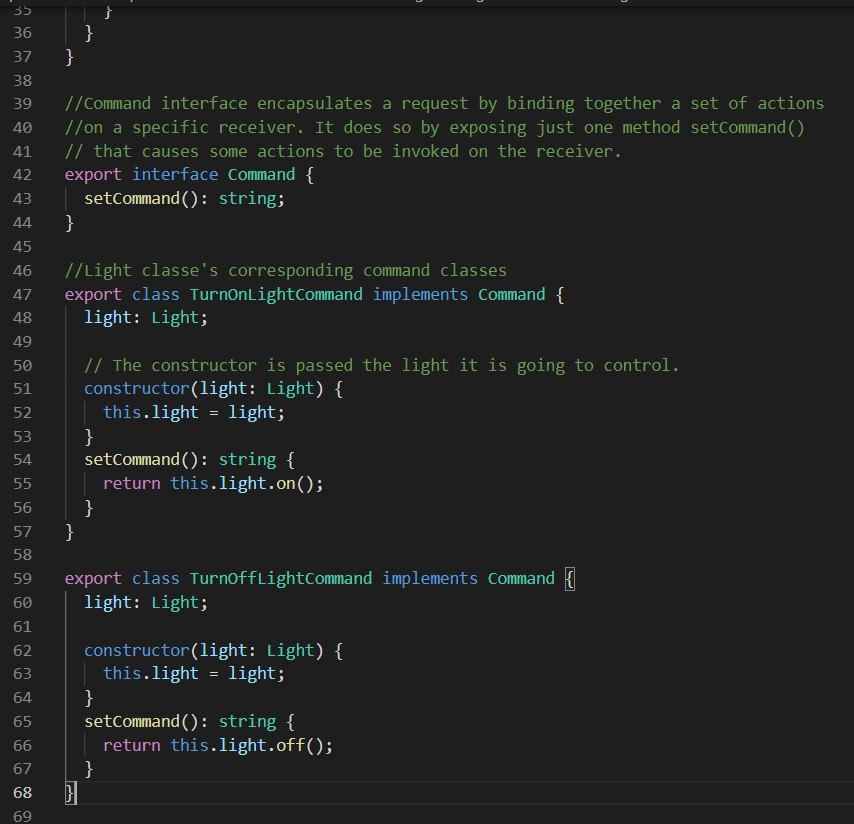 35 }
36 }
37 }
38
39 //Command interface encapsulates a request by binding together a set of actions
40 //on a specific receiver. It does so by exposing just one method setCommand()
41 // that causes some actions to be invoked on the receiver.
42 export interface Command {
43 setCommand(): string;
44 }
45
46 //Light classe's corresponding command classes
47 export class TurnOnLightCommand implements Command {
48 light: Light;
49
50 // The constructor is passed the light it is going to control.
51 constructor(light: Light) {
52 this.light = light;
53 }
54 setCommand(): string {
55 return this.light.on();
56 }
57 }
58
59 export class TurnOffLightCommand implements Command {
60 light: Light;
61
62 constructor(light: Light) {
63 this.light = light;
64 }
65 setCommand(): string {
66 return this.light.off();
67 }
68 }
69